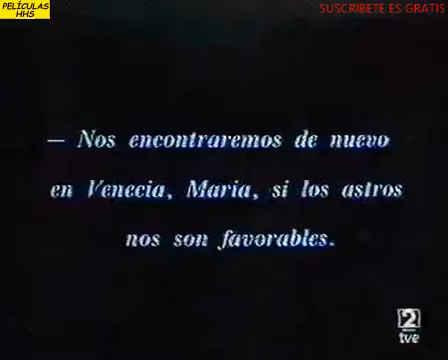 PELÍCULAS
HHS
SUSCRIBETE ES GRATIS
— Nos encontraremos de nuevo
en Venecia, Maria, si los astros
nos son favorables.
2
tve